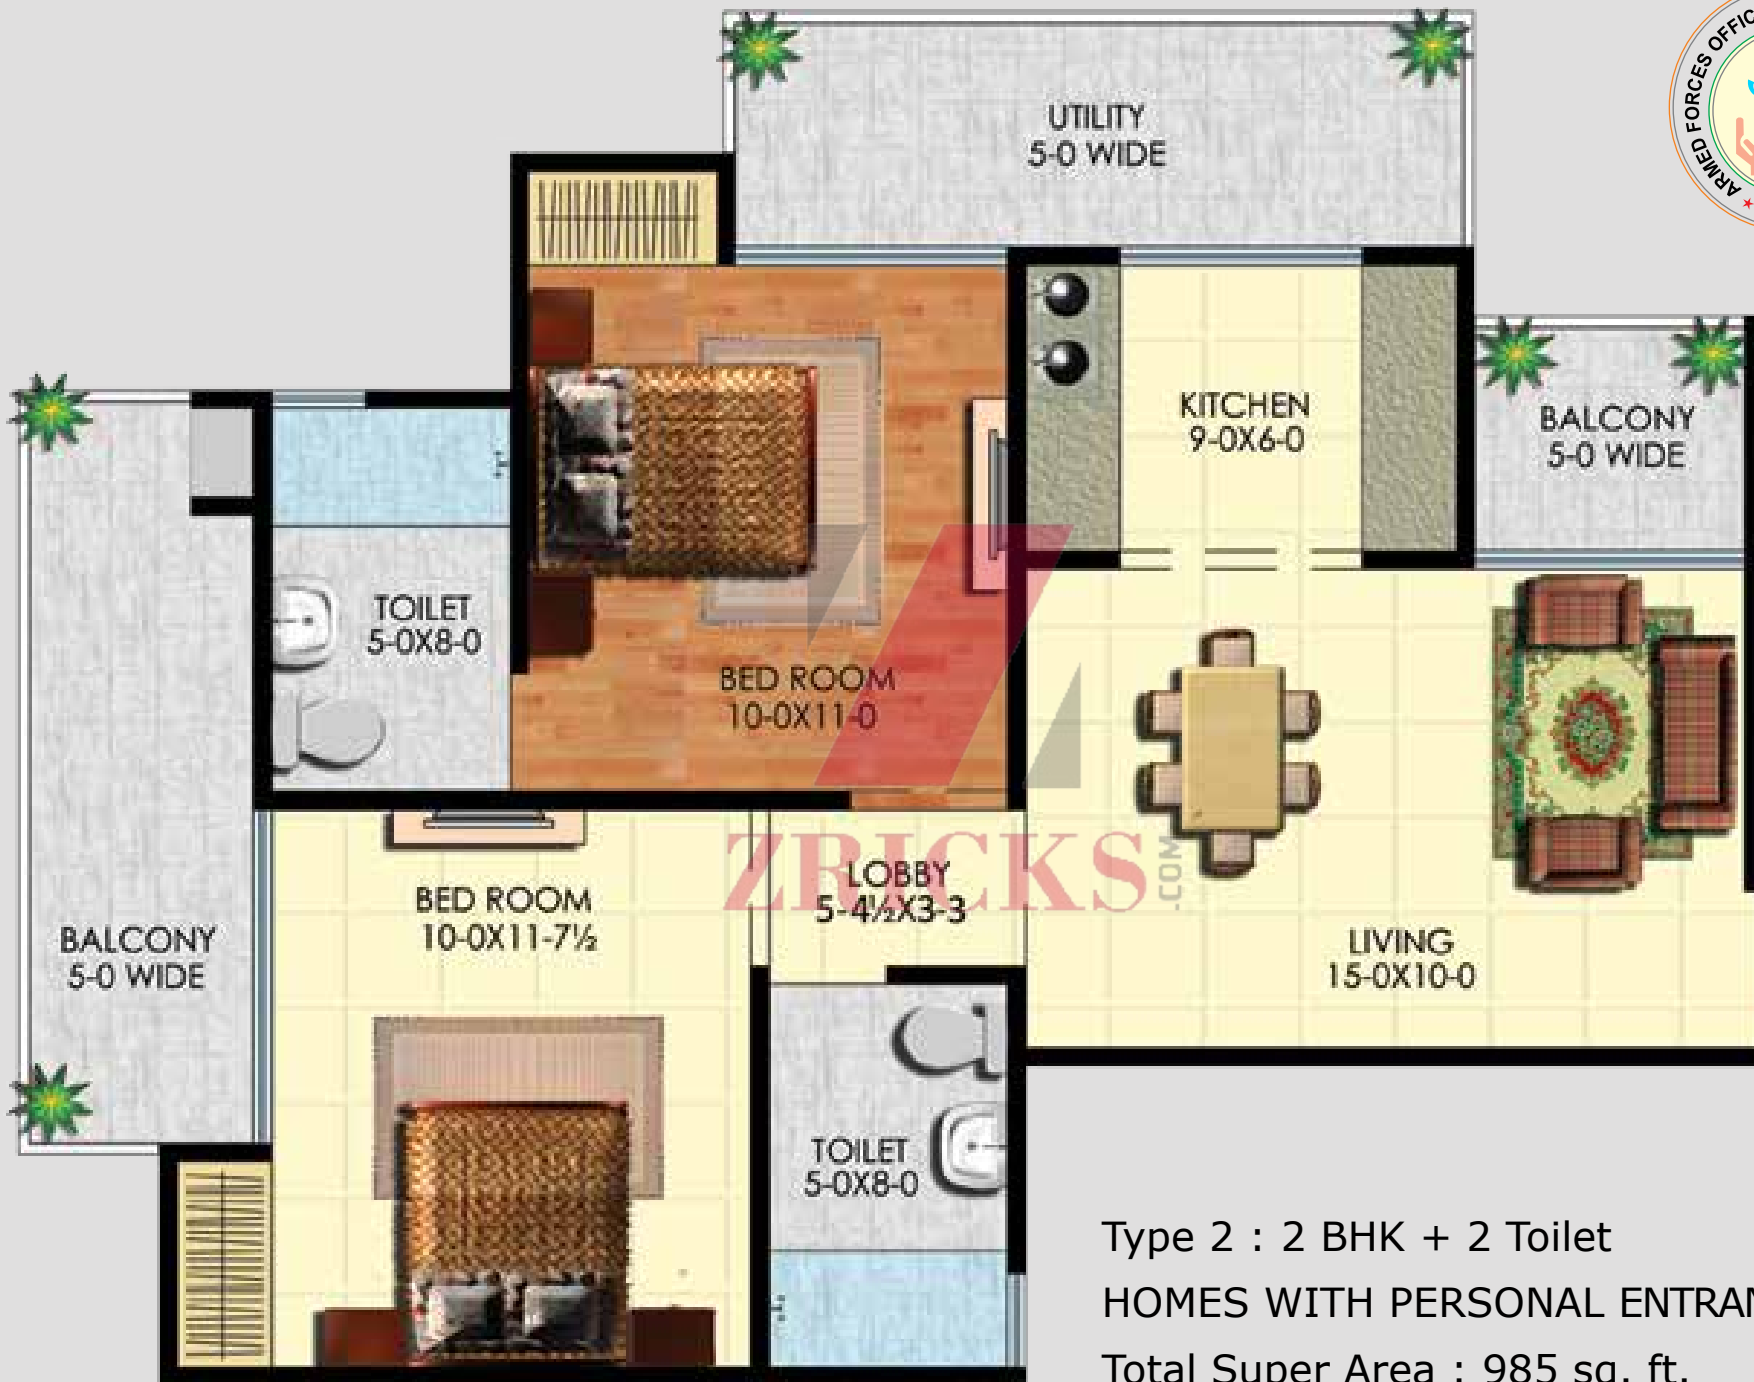 ARMED FORCES OFFIC
UTILITY
5-0 WIDE
KITCHEN
9-0X6-0
BALCONY
5-0 WIDE
TOILET
5-0X8-0
BED ROOM
10-0X11-0
ZRICKS
.COM
LOBBY
5-4½X3-3
BED ROOM
10-0X11-7½
BALCONY
5-0 WIDE
LIVING
15-0X10-0
TOILET
5-0X8-0
Type 2 : 2 BHK + 2 Toilet
HOMES WITH PERSONAL ENTRAN
Total Super Area : 985 sq. ft.